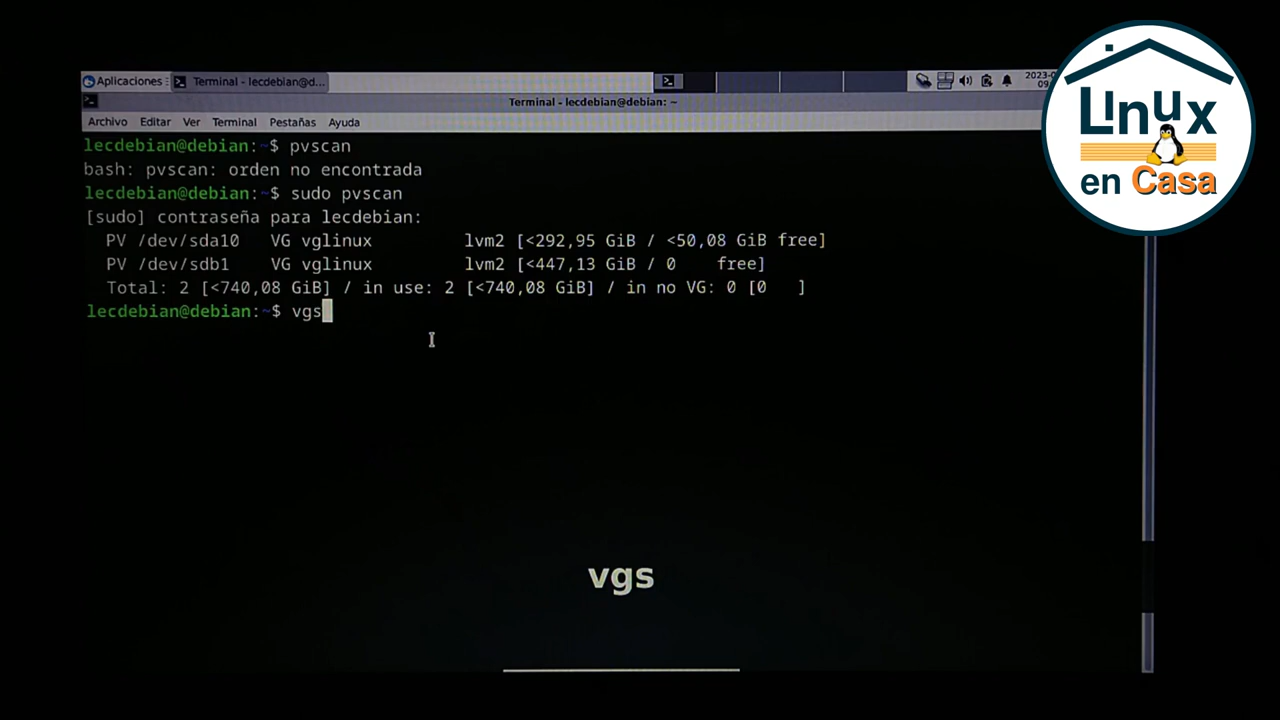 Aplicaciones
Terminal - lecdebian@d...
Terminal - lecdebian@debian: ~
Archivo Editar Ver Terminal Pestañas Ayuda
lecdebian@debian:~$ pvscan
bash: pvscan: orden no encontrada
lecdebian@debian:~$ sudo pvscan
[sudo] contraseña para lecdebian:
PV /dev/sda10 VG vglinux lvm2 [<292,95 GiB / <50,08 GiB free]
PV /dev/sdb1 VG vglinux lvm2 [<447,13 GiB / 0 free]
Total: 2 [<740,08 GiB] / in use: 2 [<740,08 GiB] / in no VG: 0 [0 ]
lecdebian@debian:~$ vgs
vgs
Linux
en Casa